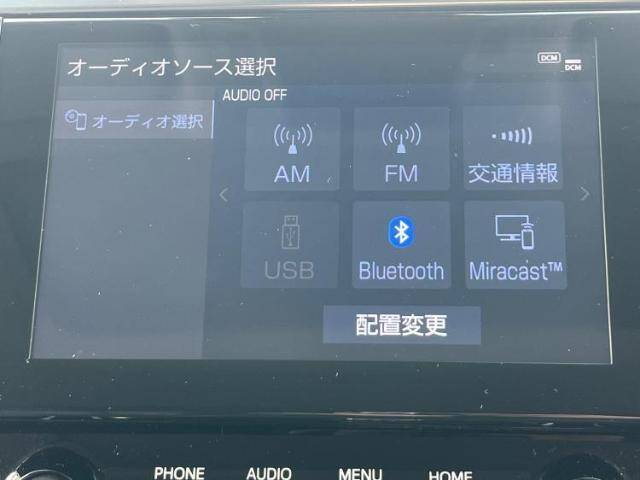 オーディオソース選択
DCM
DCM
AUDIO OFF
オーディオ選択
AM
FM
交通情報
USB
Bluetooth
Miracast™
配置変更
PHONE
AUDIO
MENU
HOME